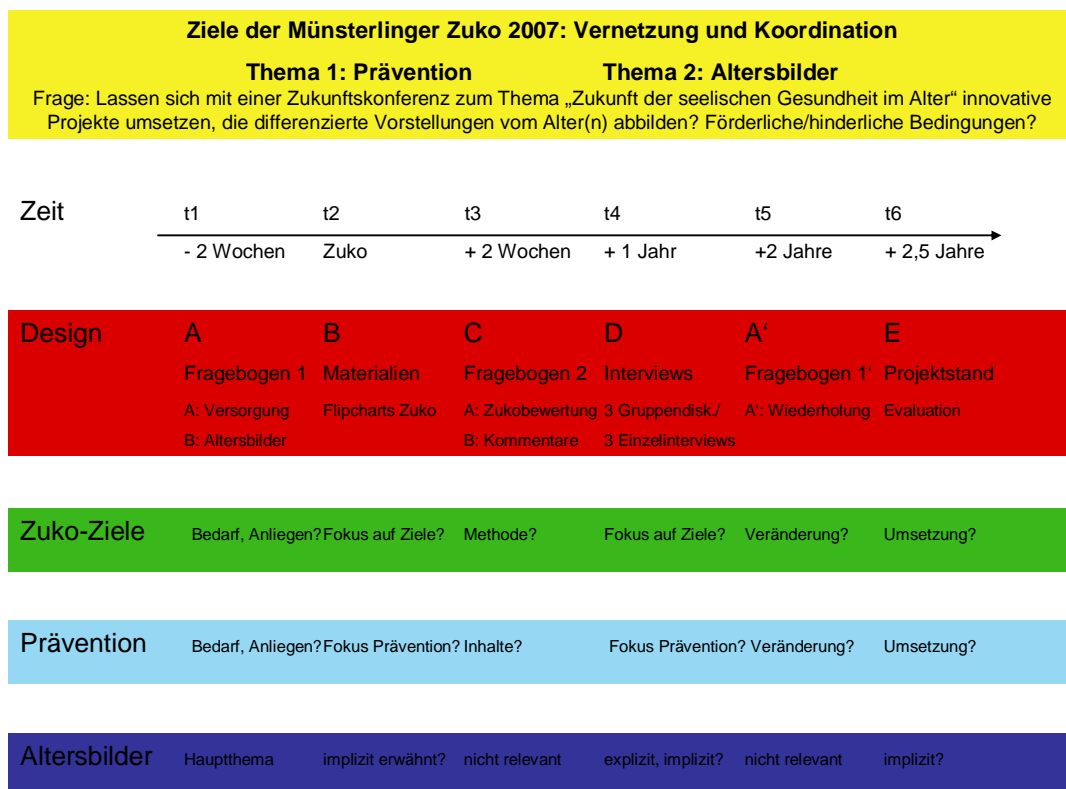 Ziele der Münsterlinger Zuko 2007: Vernetzung und Koordination
Thema 1: Prävention Thema 2: Altersbilder
Frage: Lassen sich mit einer Zukunftskonferenz zum Thema „Zukunft der seelischen Gesundheit im Alter“ innovative
Projekte umsetzen, die differenzierte Vorstellungen vom Alter(n) abbilden? Förderliche/hinderliche Bedingungen?
Zeit t1 t2 t3 t4 t5 t6
- 2 Wochen Zuko + 2 Wochen + 1 Jahr +2 Jahre + 2,5 Jahre
Design A B C D A‘ E
Fragebogen 1 Materialien Fragebogen 2 Interviews Fragebogen 1‘ Projektstand
A: Versorgung Flipcharts Zuko A: Zukobewertung 3 Gruppendisk./ A‘: Wiederholung Evaluation
B: Altersbilder B: Kommentare 3 Einzelinterviews
Zuko-Ziele Bedarf, Anliegen? Fokus auf Ziele? Methode? Fokus auf Ziele? Veränderung? Umsetzung?
Prävention Bedarf, Anliegen? Fokus Prävention? Inhalte? Fokus Prävention? Veränderung? Umsetzung?
Altersbilder Hauptthema implizit erwähnt? nicht relevant explizit, implizit? nicht relevant implizit?